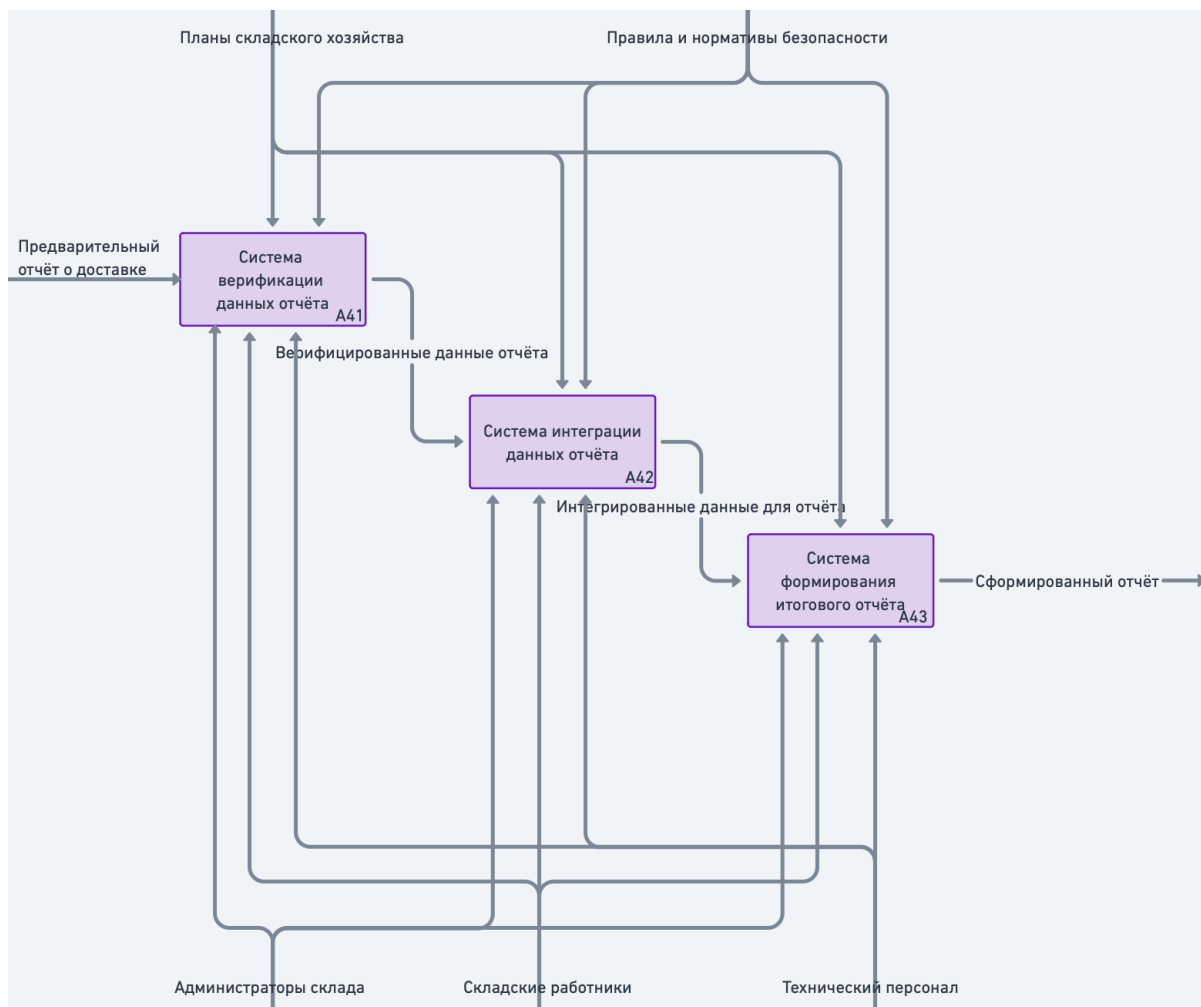 Планы складского хозяйства
Правила и нормативы безопасности
Предварительный
отчёт о доставке
Система
верификации
данных отчёта
A41
Верифицированные данные отчёта
Система интеграции
данных отчёта
A42
Интегрированные данные для отчёта
Система
формирования
итогового отчёта
A43
Сформированный отчёт
Администраторы склада
Складские работники
Технический персонал